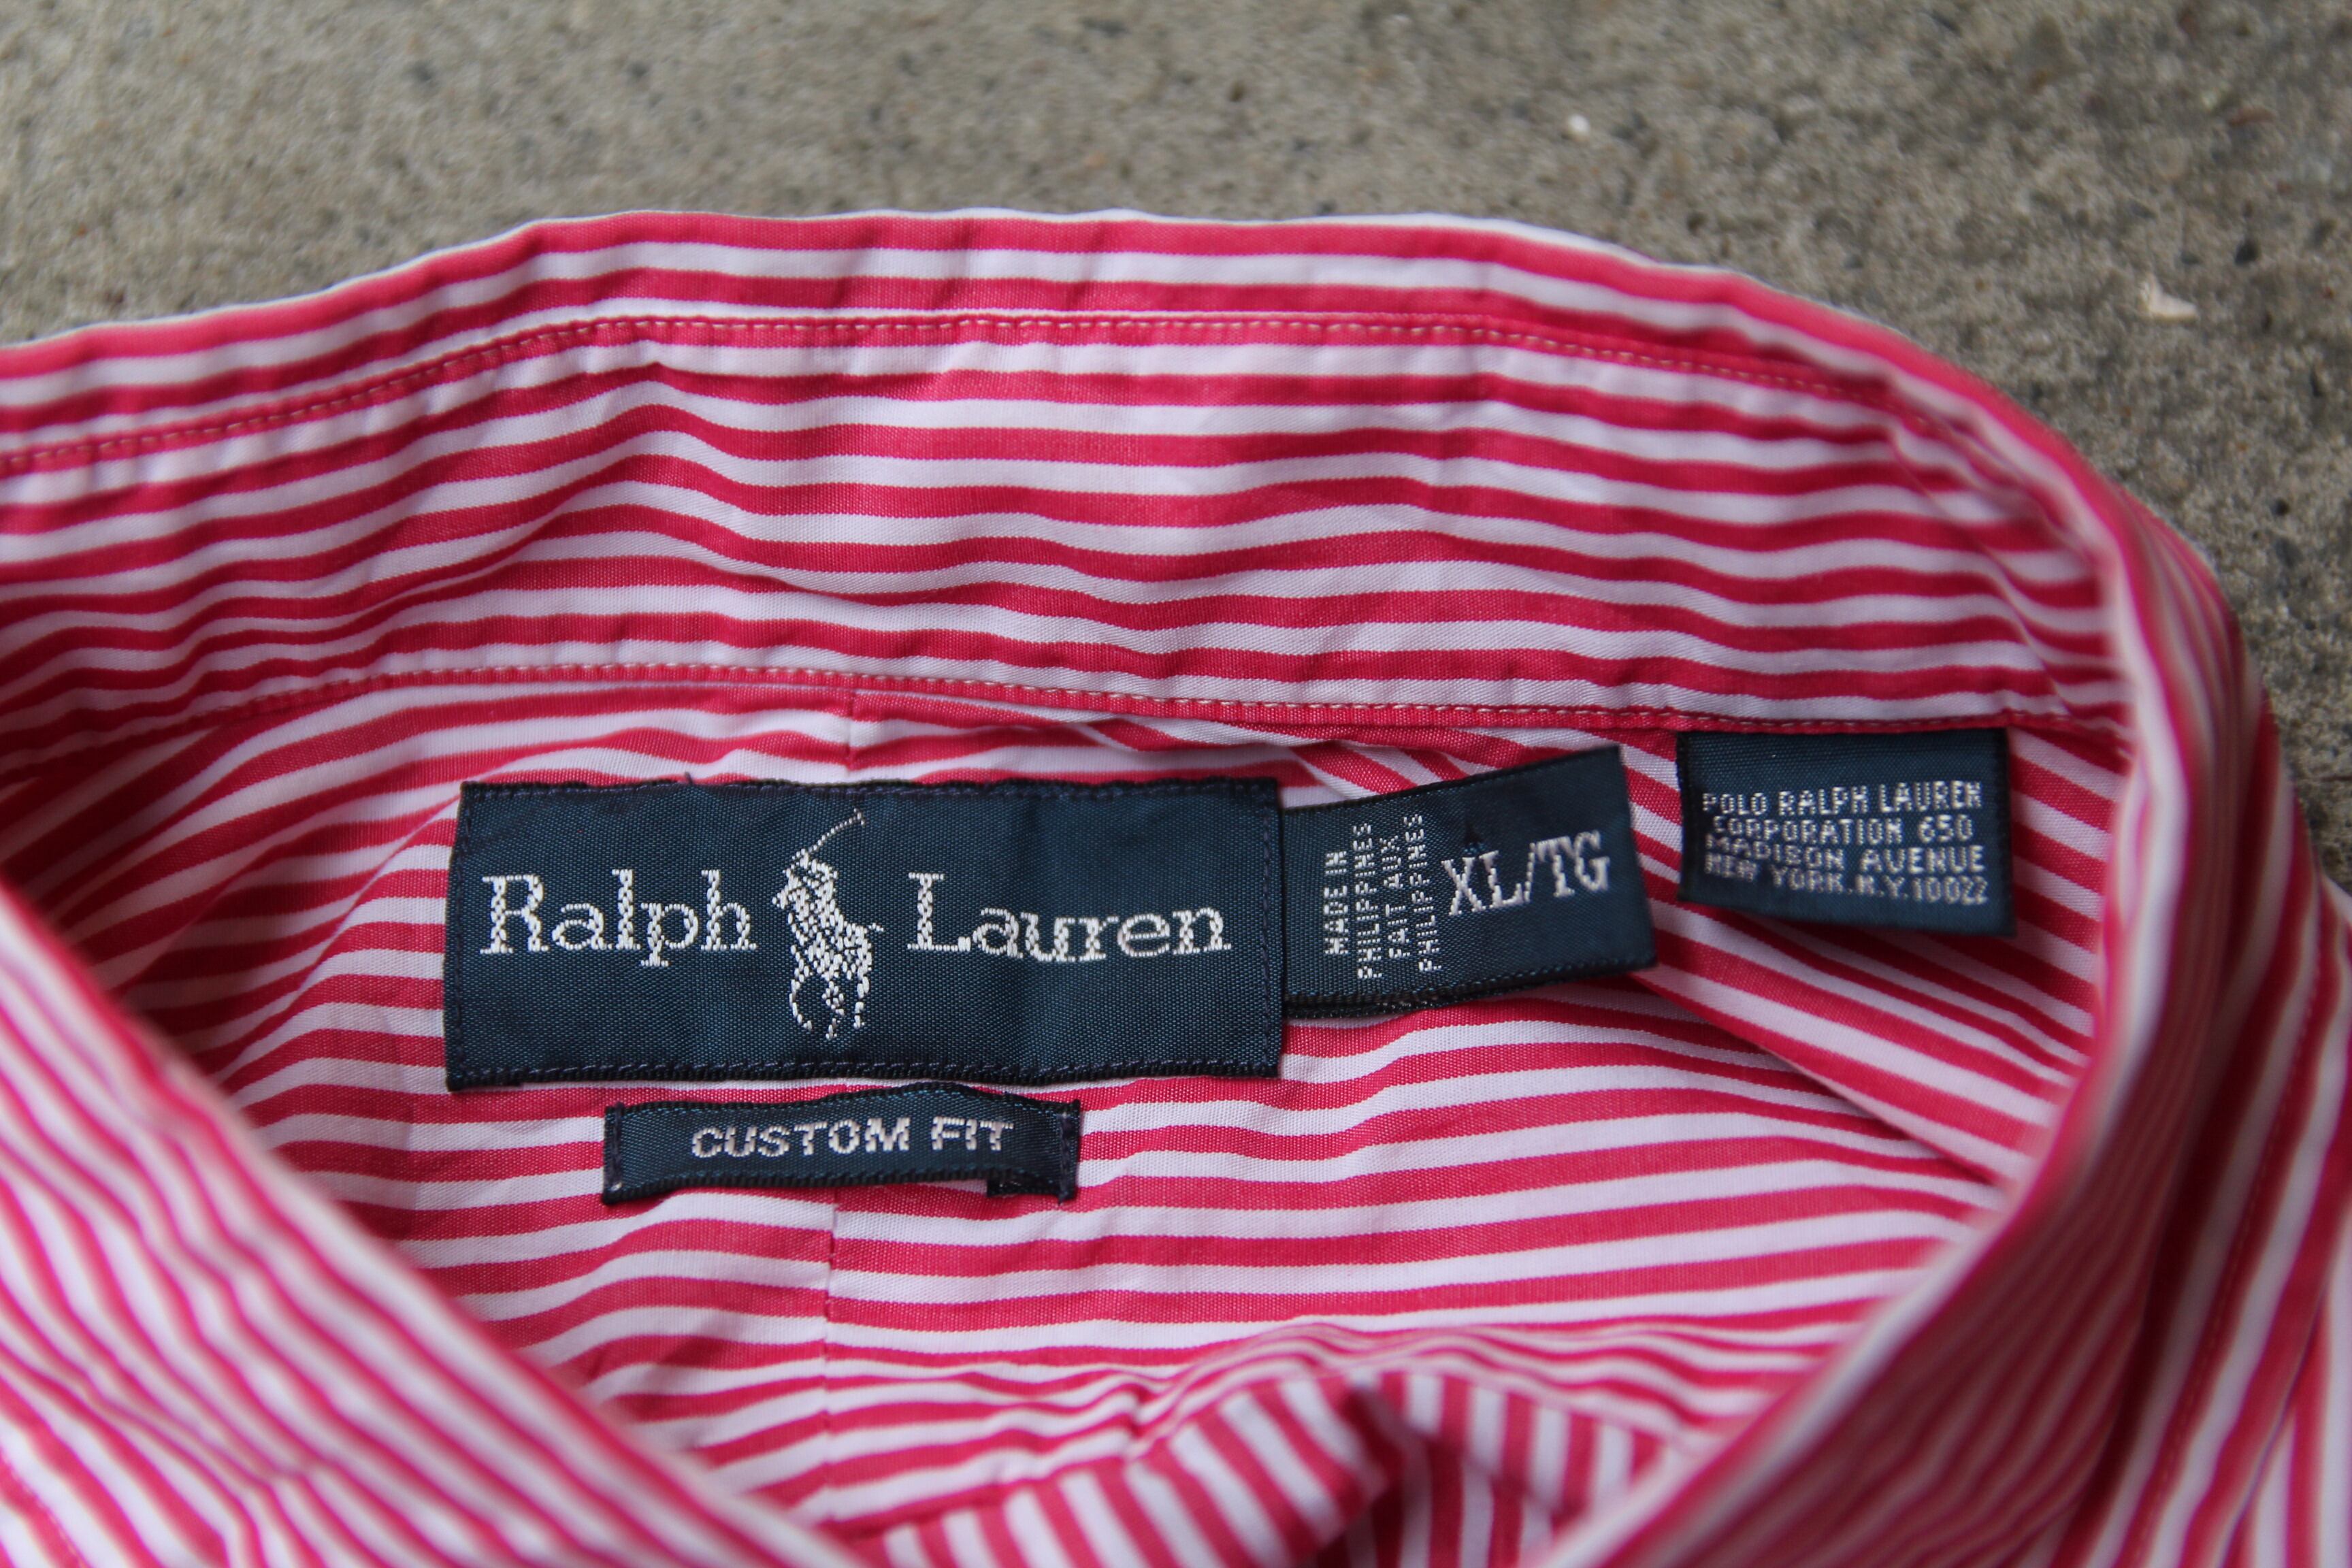 Ralph Lauren
CUSTOM FIT
MADE IN
PHILIPPINES
FAIT AUX
PHILIPPINES
XL/TG
POLO RALPH LAUREN
CORPORATION 650
MADISON AVENUE
NEW YORK.N.Y.10022